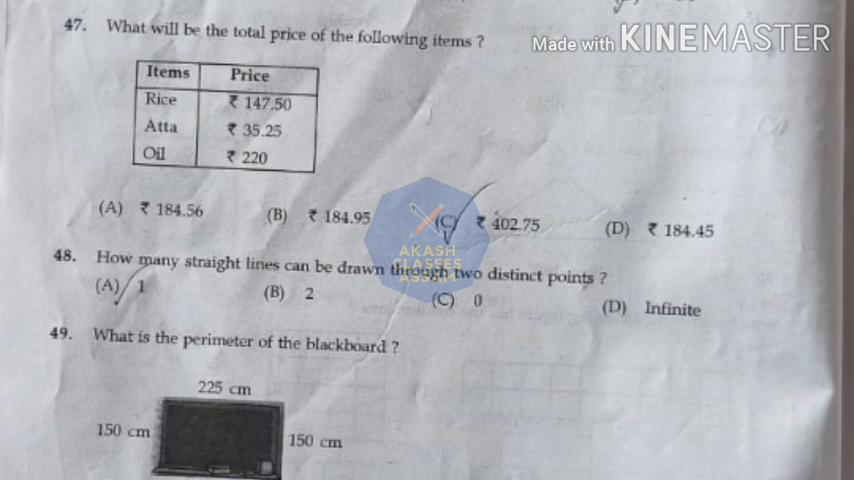 Made with KINEMASTER
47. What will be the total price of the following items ?
Items Price
Rice ₹ 147.50
Atta ₹ 35.25
Oil ₹ 220
(A) ₹ 184.56 (B) ₹ 184.95 (C) ₹ 402.75 (D) ₹ 184.45
AKASH
CLASSES
ASSAM
48. How many straight lines can be drawn through two distinct points ?
(A) 1 (B) 2 (C) 0 (D) Infinite
49. What is the perimeter of the blackboard ?
225 cm
150 cm 150 cm